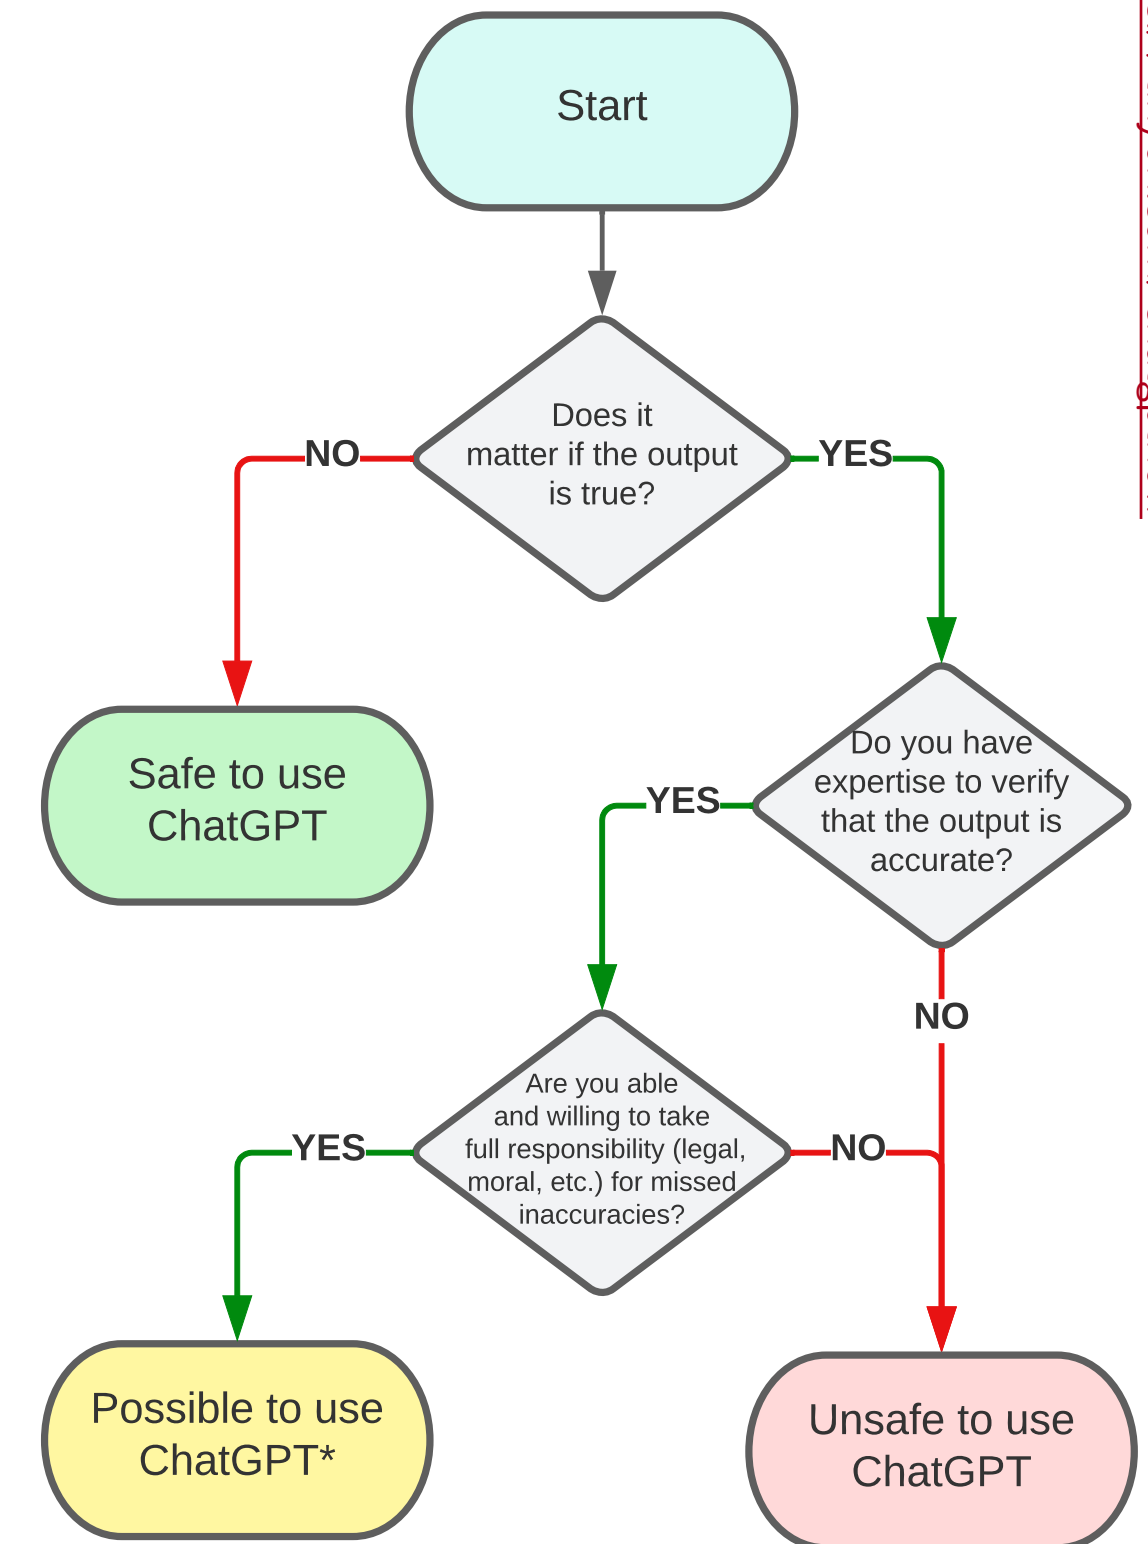 Start
Does it
matter if the output
is true?
NO
YES
Safe to use
ChatGPT
Do you have
expertise to verify
that the output is
accurate?
YES
NO
Are you able
and willing to take
full responsibility (legal,
moral, etc.) for missed
inaccuracies?
YES
NO
Possible to use
ChatGPT*
Unsafe to use
ChatGPT